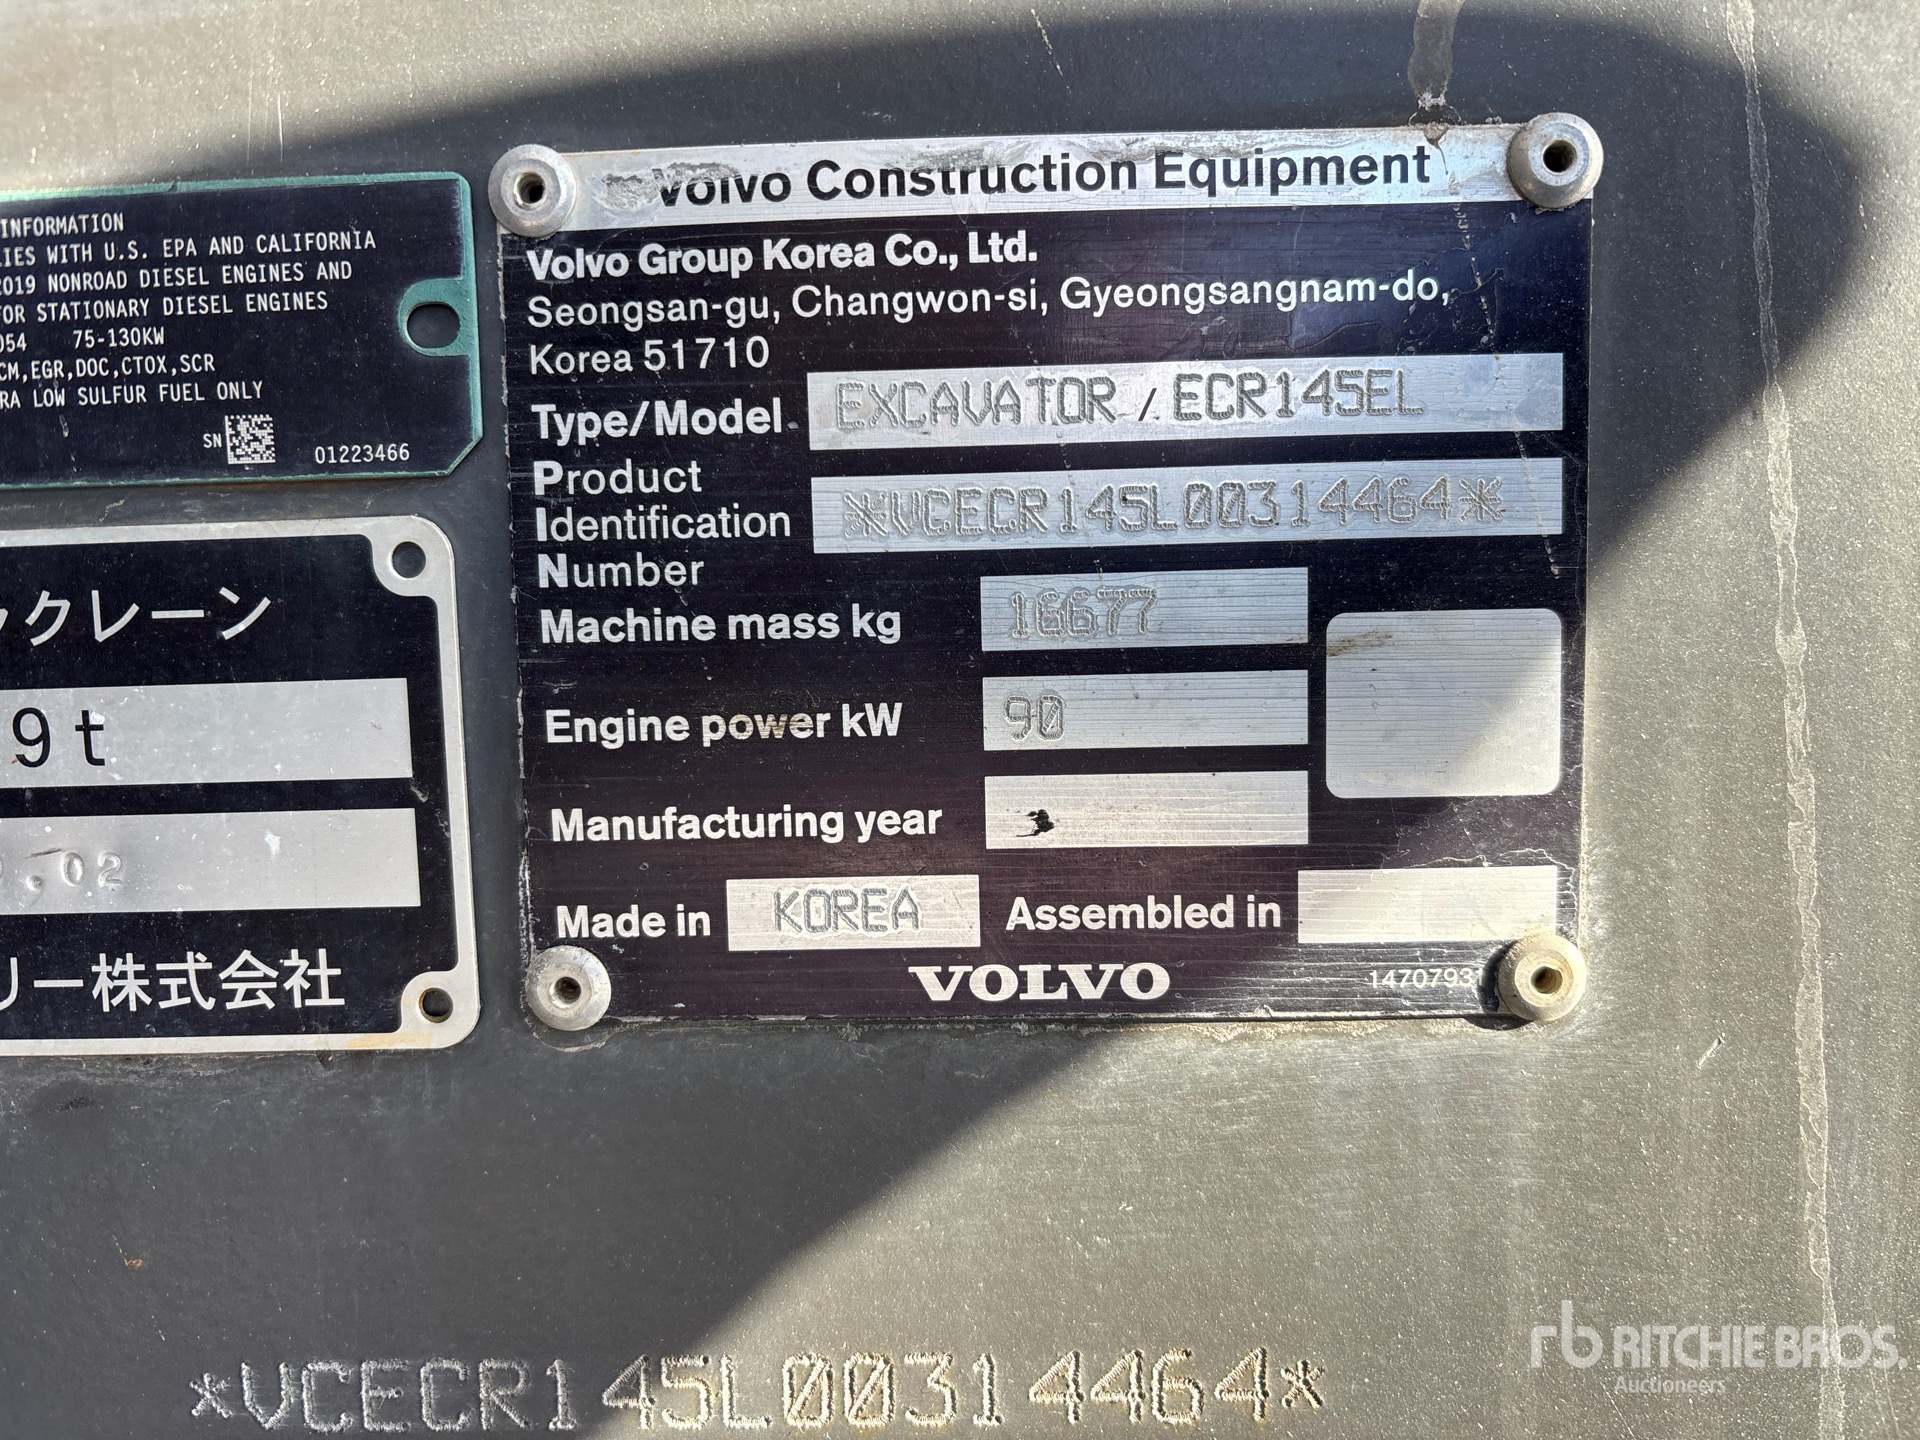 INFORMATION
LIES WITH U.S. EPA AND CALIFORNIA
2019 NONROAD DIESEL ENGINES AND
FOR STATIONARY DIESEL ENGINES
054 75-130KW
CM,EGR,DOC,CTOX,SCR
RA LOW SULFUR FUEL ONLY
SN 01223466
ックレーン
9t
.02
リー株式会社
Volvo Construction Equipment
Volvo Group Korea Co., Ltd.
Seongsan-gu, Changwon-si, Gyeongsangnam-do,
Korea 51710
Type/Model EXCAVATOR / ECR145EL
Product
Identification *VCECR145L00314464*
Number
Machine mass kg 16677
Engine power kW 90
Manufacturing year
Made in KOREA Assembled in
VOLVO 14707931
*VCECR145L00314464*
rb RITCHIE BROS.
Auctioneers